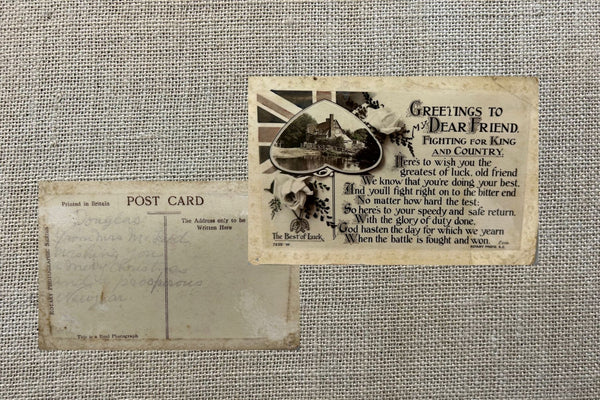 GREETINGS TO
MY DEAR FRIEND.
FIGHTING FOR KING
AND COUNTRY.
Here's to wish you the
greatest of luck, old friend
We know that you're doing your best,
And you'll fight right on to the bitter end
No matter how hard the test;
So here's to your speedy and safe return,
With the glory of duty done,
God hasten the day for which we yearn
When the battle is fought and won.
The Best of Luck.
ROTARY PHOTO. E.C.
Printed in Britain
POST CARD
The Address only to be
Written Here
ROTARY PHOTOGRAPHIC SERIES
This is a Real Photograph
Wishing
and
prosperous